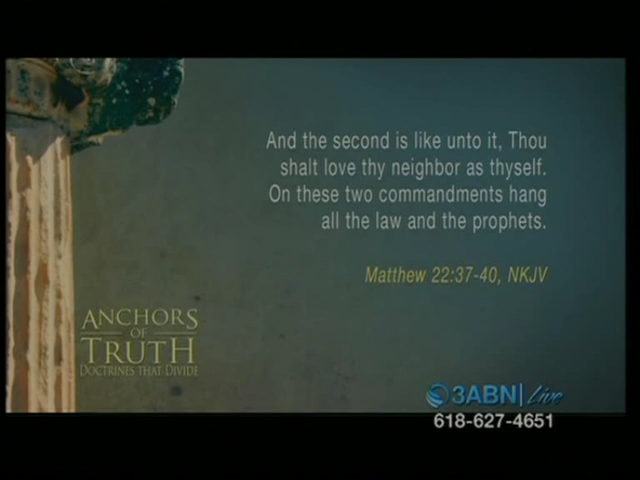 And the second is like unto it, Thou
shalt love thy neighbor as thyself.
On these two commandments hang
all the law and the prophets.
Matthew 22:37-40, NKJV
ANCHORS
OF
TRUTH
DOCTRINES THAT DIVIDE
3ABN Live
618-627-4651